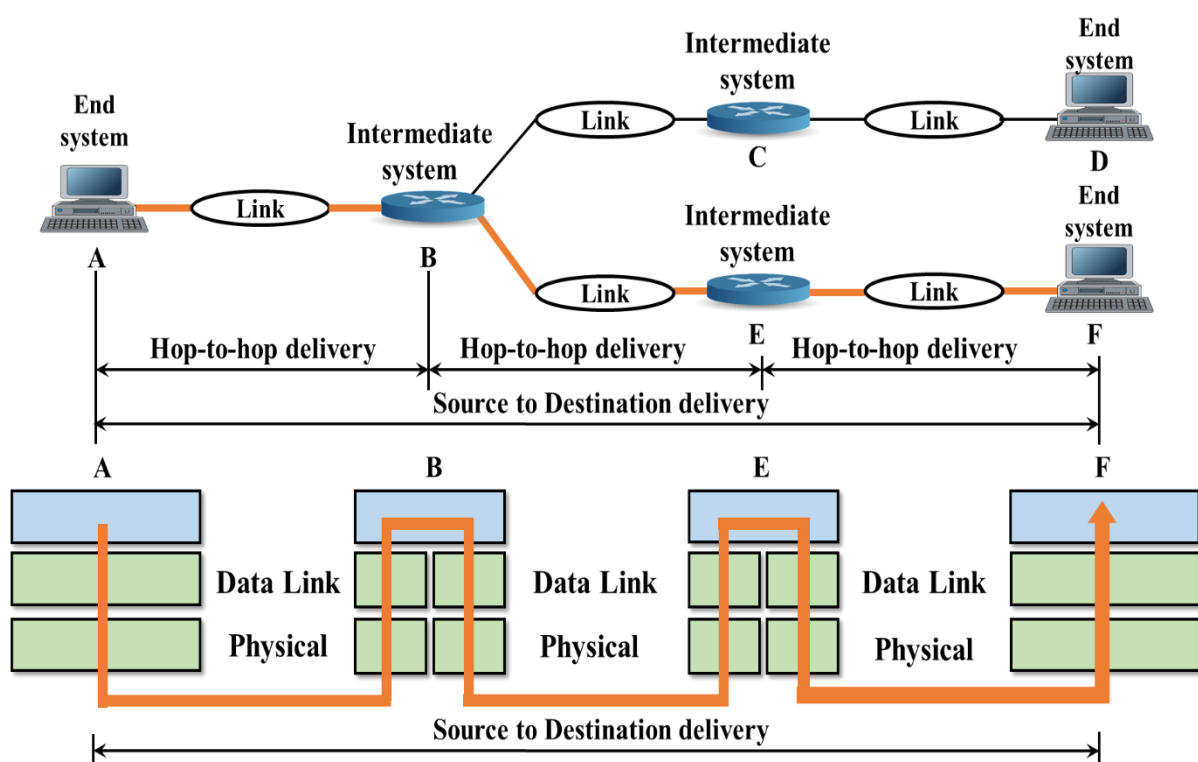 End
system
Intermediate
system
Link
C
Link
End
system
D
End
system
A
Link
Intermediate
system
B
Link
Intermediate
system
E
Link
F
Hop-to-hop delivery
Hop-to-hop delivery
Hop-to-hop delivery
Source to Destination delivery
A
B
E
F
Data Link
Data Link
Data Link
Physical
Physical
Physical
Source to Destination delivery